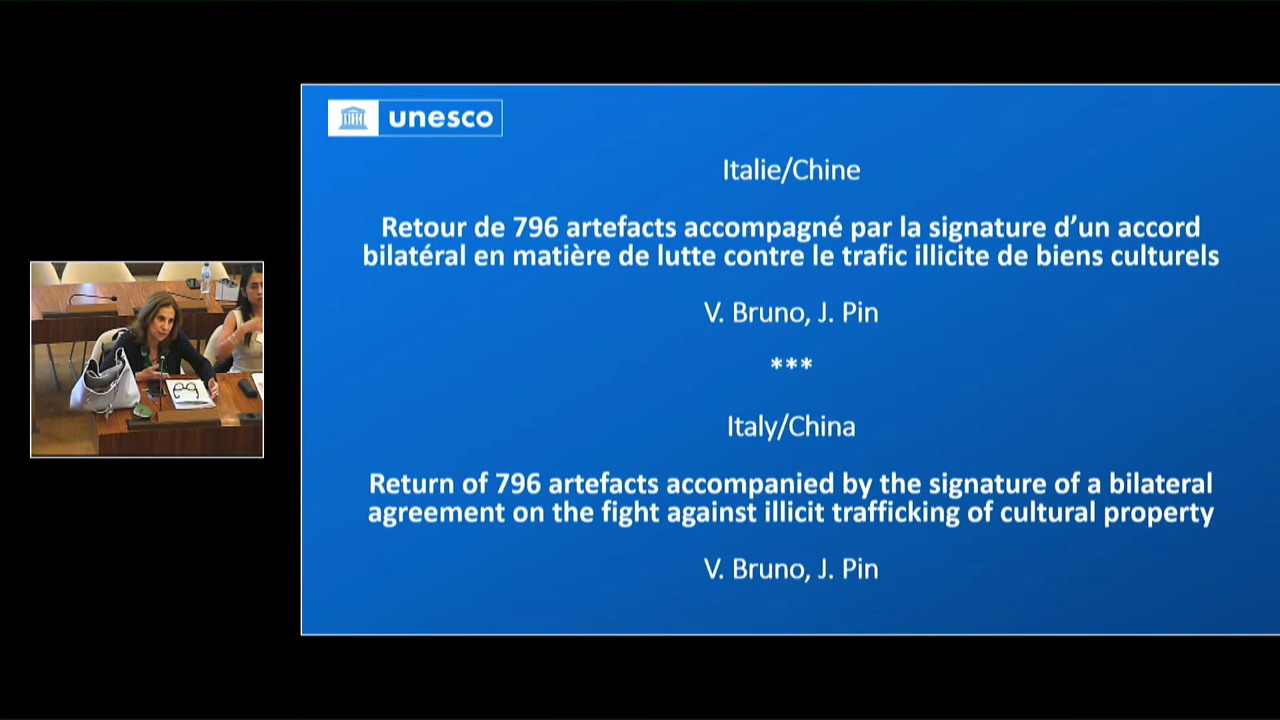 unesco
Italie/Chine
Retour de 796 artefacts accompagné par la signature d’un accord
bilatéral en matière de lutte contre le trafic illicite de biens culturels
V. Bruno, J. Pin
***
Italy/China
Return of 796 artefacts accompanied by the signature of a bilateral
agreement on the fight against illicit trafficking of cultural property
V. Bruno, J. Pin